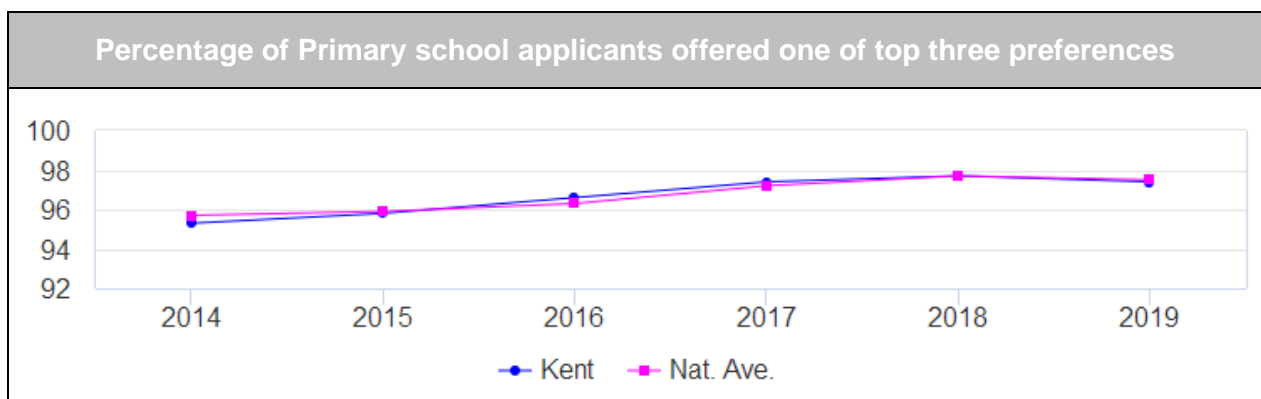 Percentage of Primary school applicants offered one of top three preferences
100
98
96
94
92
2014 2015 2016 2017 2018 2019
Kent Nat. Ave.